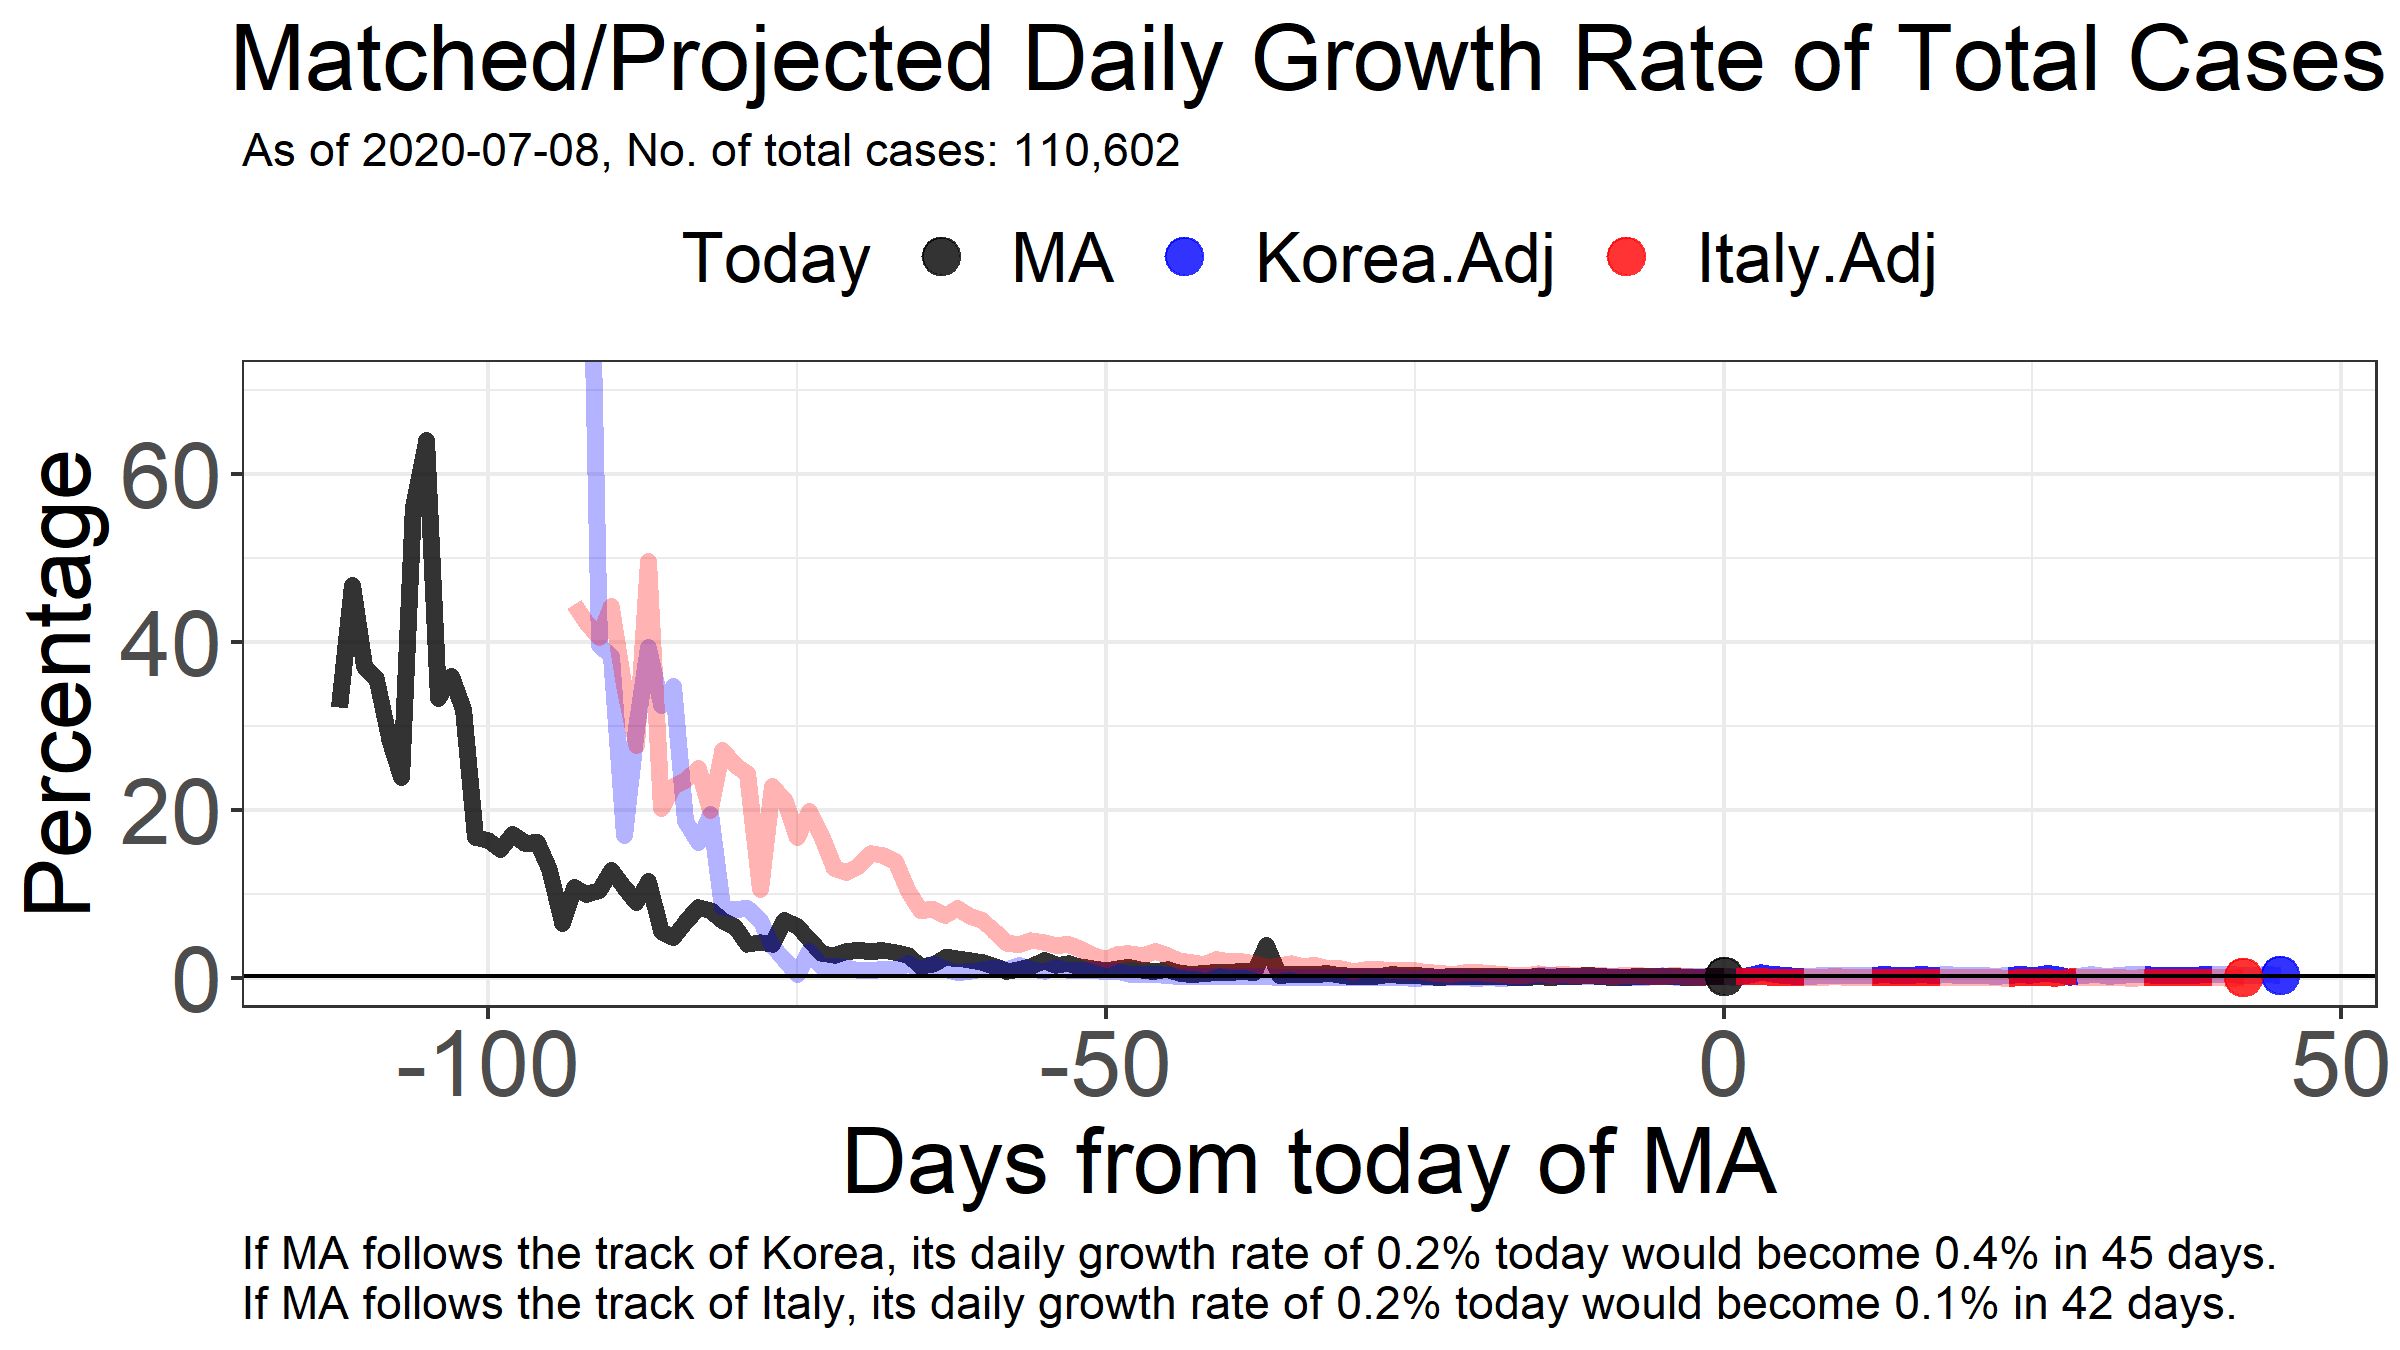 Matched/Projected Daily Growth Rate of Total Cases
As of 2020-07-08, No. of total cases: 110,602
Today MA Korea.Adj Italy.Adj
Percentage
60
40
20
0
-100 -50 0 50
Days from today of MA
If MA follows the track of Korea, its daily growth rate of 0.2% today would become 0.4% in 45 days.
If MA follows the track of Italy, its daily growth rate of 0.2% today would become 0.1% in 42 days.